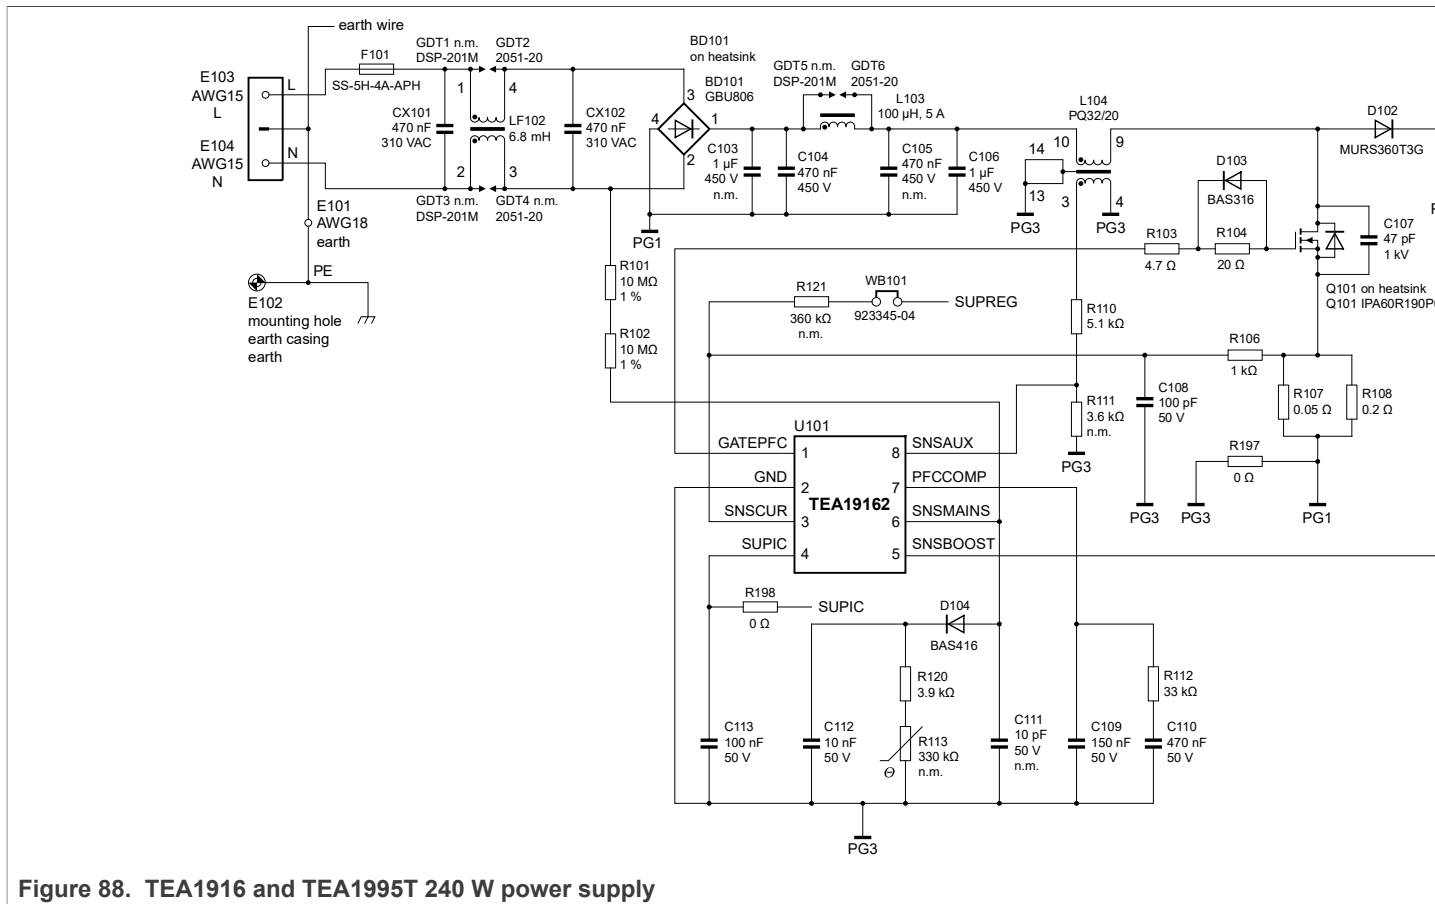 earth wire
E103
AWG15
L
L
F101
SS-5H-4A-APH
GDT1 n.m.
DSP-201M
GDT2
2051-20
1
4
CX101
470 nF
310 VAC
LF102
6.8 mH
CX102
470 nF
310 VAC
2
3
GDT3 n.m.
DSP-201M
GDT4 n.m.
2051-20
E104
AWG15
N
N
E101
AWG18
earth
PE
E102
mounting hole
earth casing
earth
BD101
on heatsink
BD101
GBU806
3
4
1
2
PG1
C103
1 µF
450 V
n.m.
C104
470 nF
450 V
GDT5 n.m.
DSP-201M
GDT6
2051-20
L103
100 µH, 5 A
C105
470 nF
450 V
n.m.
C106
1 µF
450 V
L104
PQ32/20
10
9
14
13
3
4
PG3
PG3
D102
MURS360T3G
D103
BAS316
R103
4.7 Ω
R104
20 Ω
C107
47 pF
1 kV
Q101 on heatsink
Q101 IPA60R190P
R101
10 MΩ
1 %
R102
10 MΩ
1 %
R121
360 kΩ
n.m.
WB101
923345-04
SUPREG
R110
5.1 kΩ
R111
3.6 kΩ
n.m.
PG3
R106
1 kΩ
C108
100 pF
50 V
PG3
R107
0.05 Ω
R108
0.2 Ω
R197
0 Ω
PG3
PG1
U101
TEA19162
GATEPFC
1
GND
2
SNSCUR
3
SUPIC
4
8
SNSAUX
7
PFCCOMP
6
SNSMAINS
5
SNSBOOST
R198
0 Ω
SUPIC
D104
BAS416
R120
3.9 kΩ
R113
330 kΩ
n.m.
Θ
C113
100 nF
50 V
C112
10 nF
50 V
C111
10 pF
50 V
n.m.
C109
150 nF
50 V
R112
33 kΩ
C110
470 nF
50 V
PG3
Figure 88. TEA1916 and TEA1995T 240 W power supply